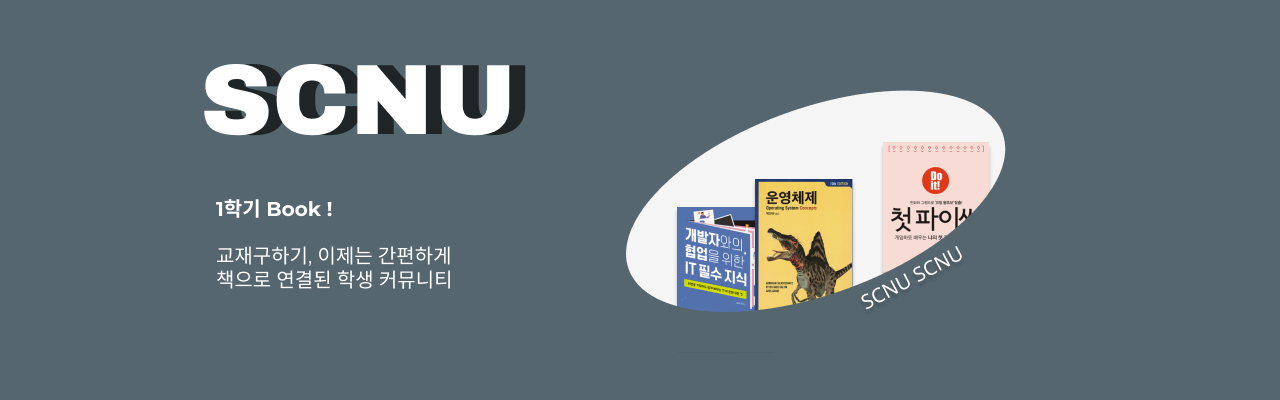 SCNU
1학기 Book !
교재구하기, 이제는 간편하게
책으로 연결된 학생 커뮤니티
개발자와의
협업을 위한
IT 필수 지식
운영체제
Operating System Concepts
Do
it!
첫 파이
SCNU SCNU